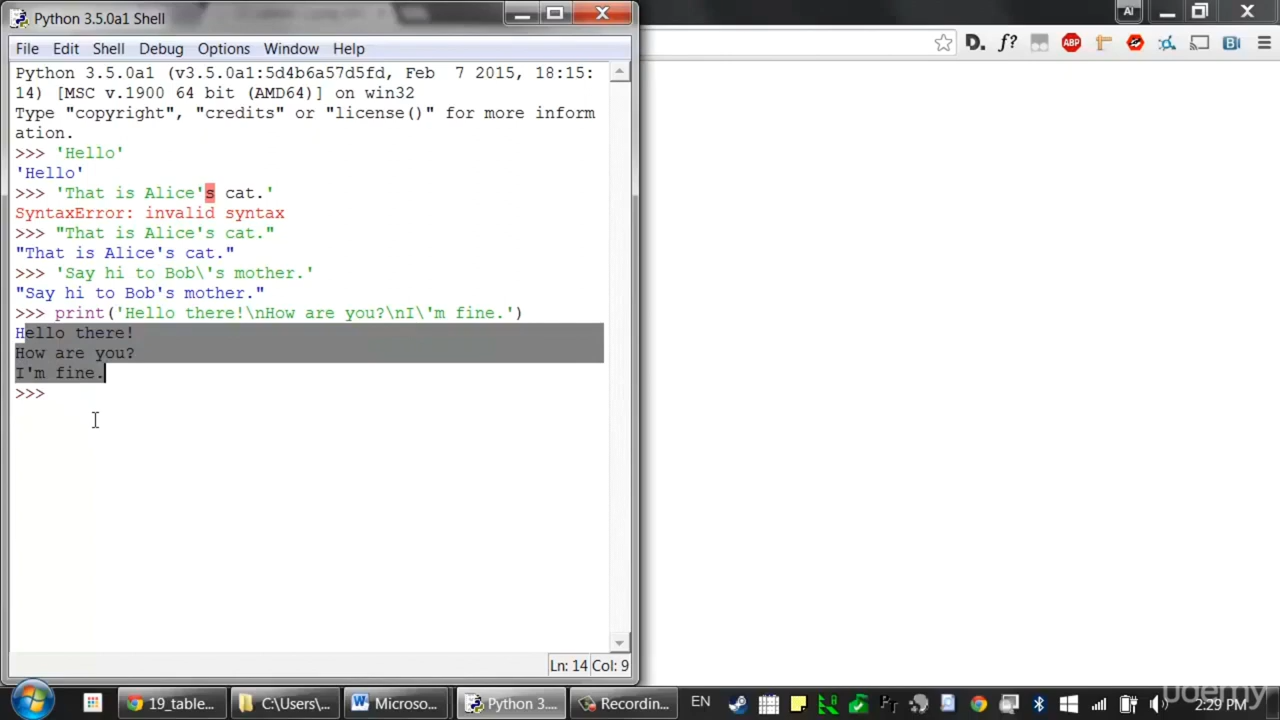 Python 3.5.0a1 Shell
AI
File Edit Shell Debug Options Window Help
D. f? ABP
Python 3.5.0a1 (v3.5.0a1:5d4b6a57d5fd, Feb  7 2015, 18:15:
14) [MSC v.1900 64 bit (AMD64)] on win32
Type "copyright", "credits" or "license()" for more inform
ation.
>>> 'Hello'
'Hello'
>>> 'That is Alice's cat.'
SyntaxError: invalid syntax
>>> "That is Alice's cat."
"That is Alice's cat."
>>> 'Say hi to Bob\'s mother.'
"Say hi to Bob's mother."
>>> print('Hello there!\nHow are you?\nI\'m fine.')
Hello there!
How are you?
I'm fine.
>>>
Ln: 14 Col: 9
19_table... C:\Users\... Microso... Python 3.... Recordin... EN 2:29 PM
udemy